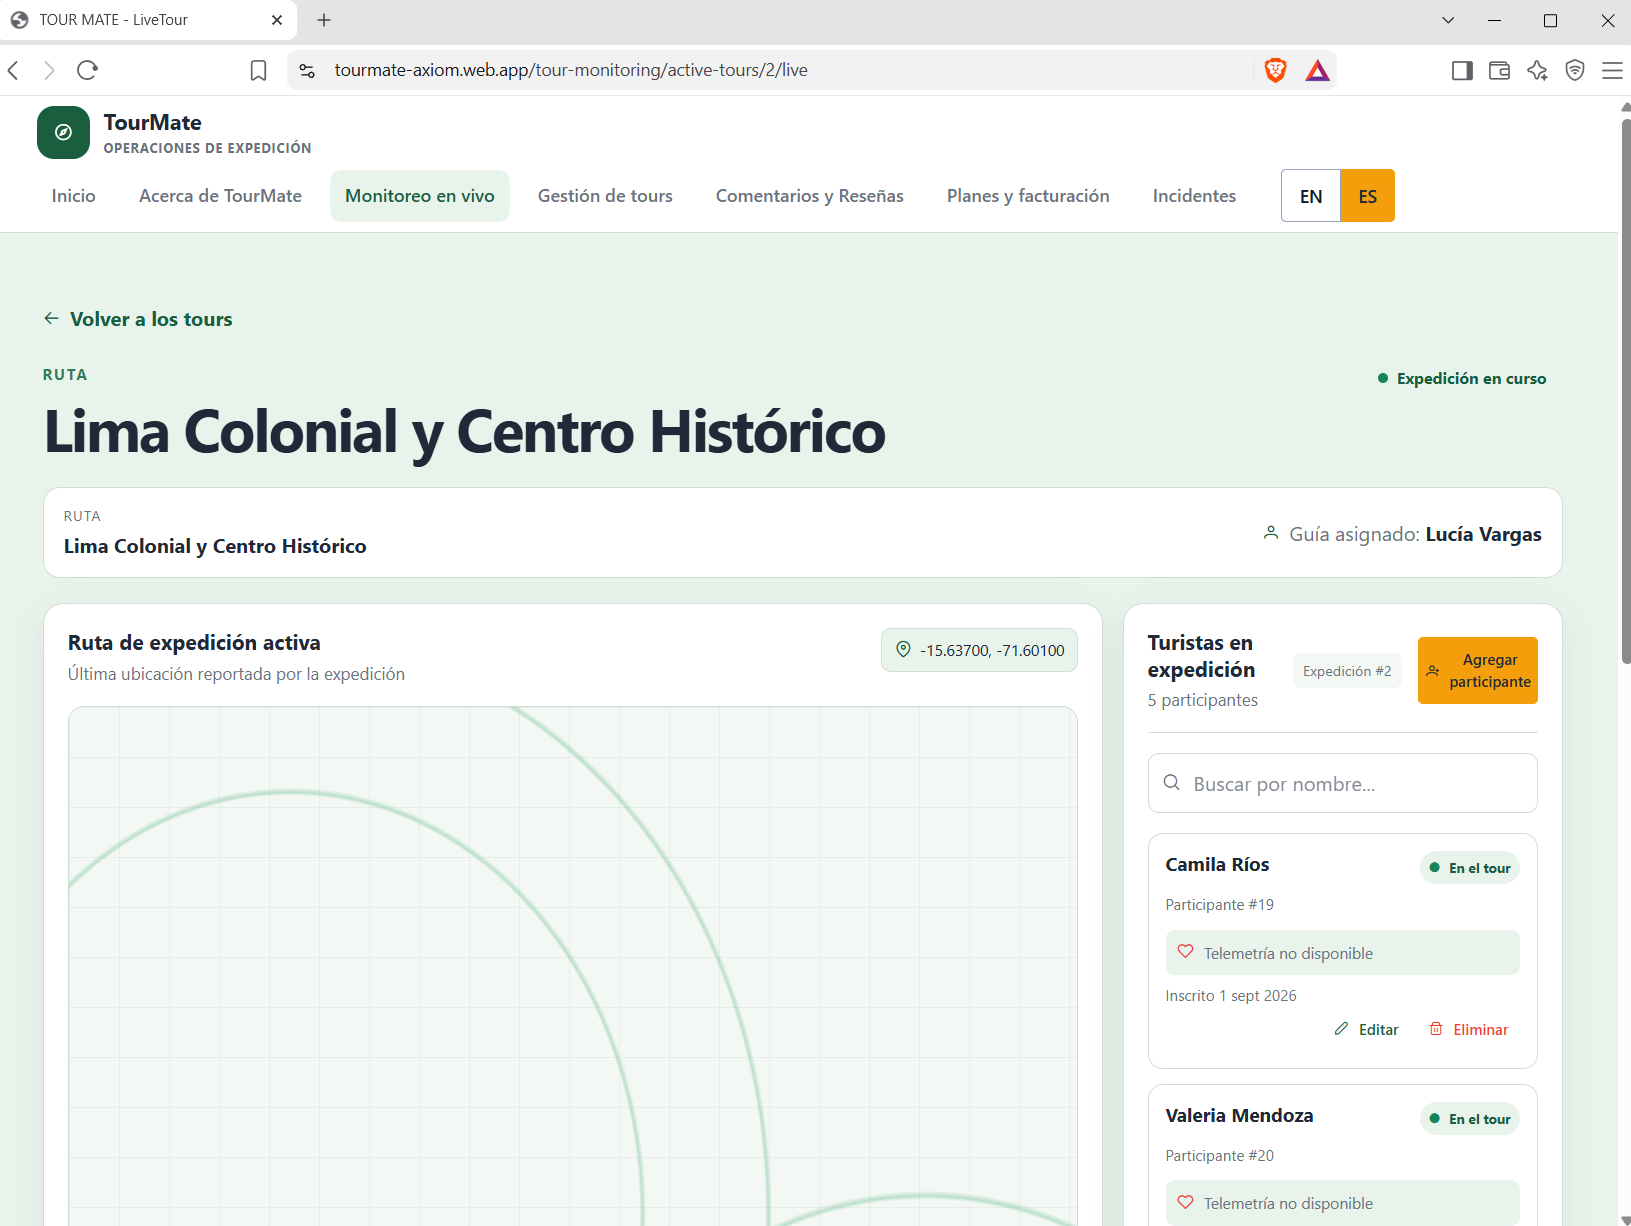 TOUR MATE - LiveTour
tourmate-axiom.web.app/tour-monitoring/active-tours/2/live
TourMate
OPERACIONES DE EXPEDICIÓN
Inicio
Acerca de TourMate
Monitoreo en vivo
Gestión de tours
Comentarios y Reseñas
Planes y facturación
Incidentes
EN
ES
← Volver a los tours
RUTA
Expedición en curso
Lima Colonial y Centro Histórico
RUTA
Lima Colonial y Centro Histórico
Guía asignado: Lucía Vargas
Ruta de expedición activa
Última ubicación reportada por la expedición
-15.63700, -71.60100
Turistas en
expedición
5 participantes
Expedición #2
Agregar
participante
Buscar por nombre...
Camila Ríos
En el tour
Participante #19
Telemetría no disponible
Inscrito 1 sept 2026
Editar
Eliminar
Valeria Mendoza
En el tour
Participante #20
Telemetría no disponible